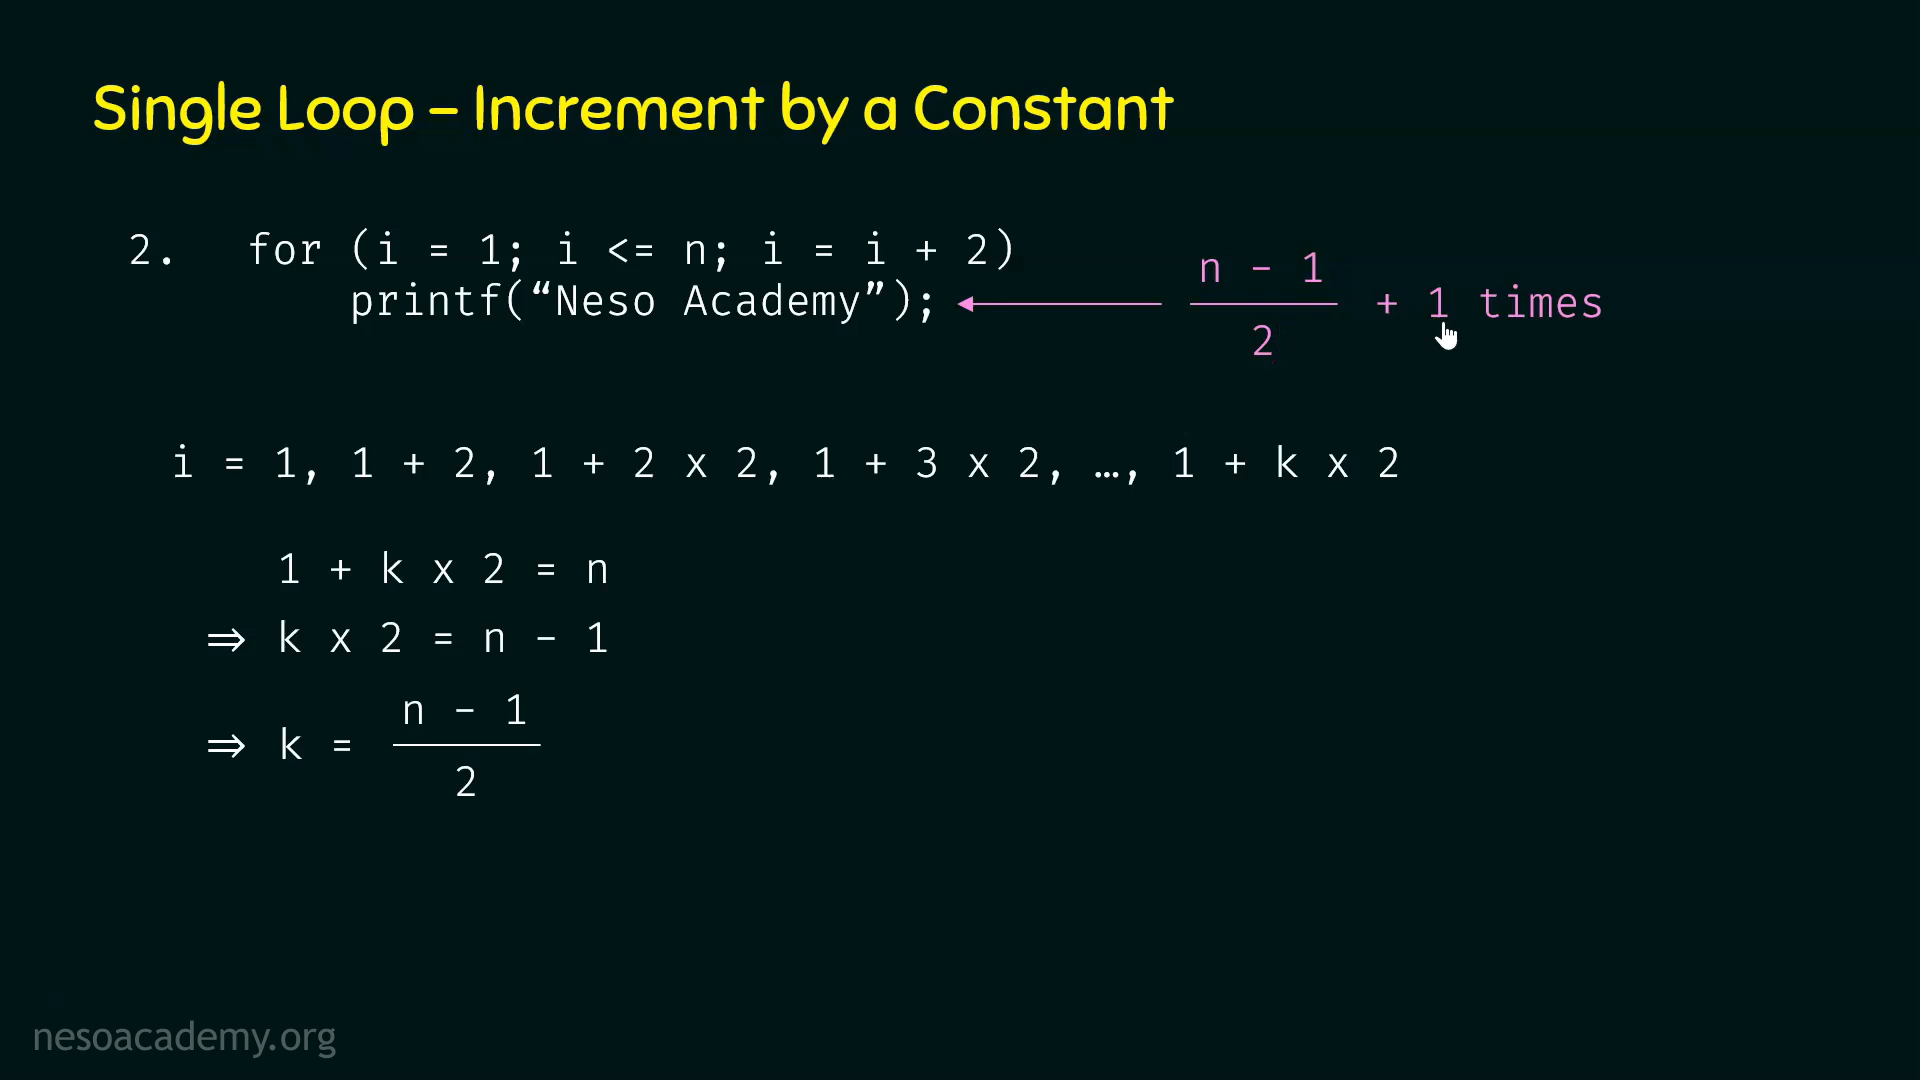 Single Loop – Increment by a Constant
2. for (i = 1; i <= n; i = i + 2)
printf(“Neso Academy”);
n - 1
2
+ 1 times
i = 1, 1 + 2, 1 + 2 x 2, 1 + 3 x 2, …, 1 + k x 2
1 + k x 2 = n
⇒ k x 2 = n - 1
⇒ k =
n - 1
2
nesoacademy.org